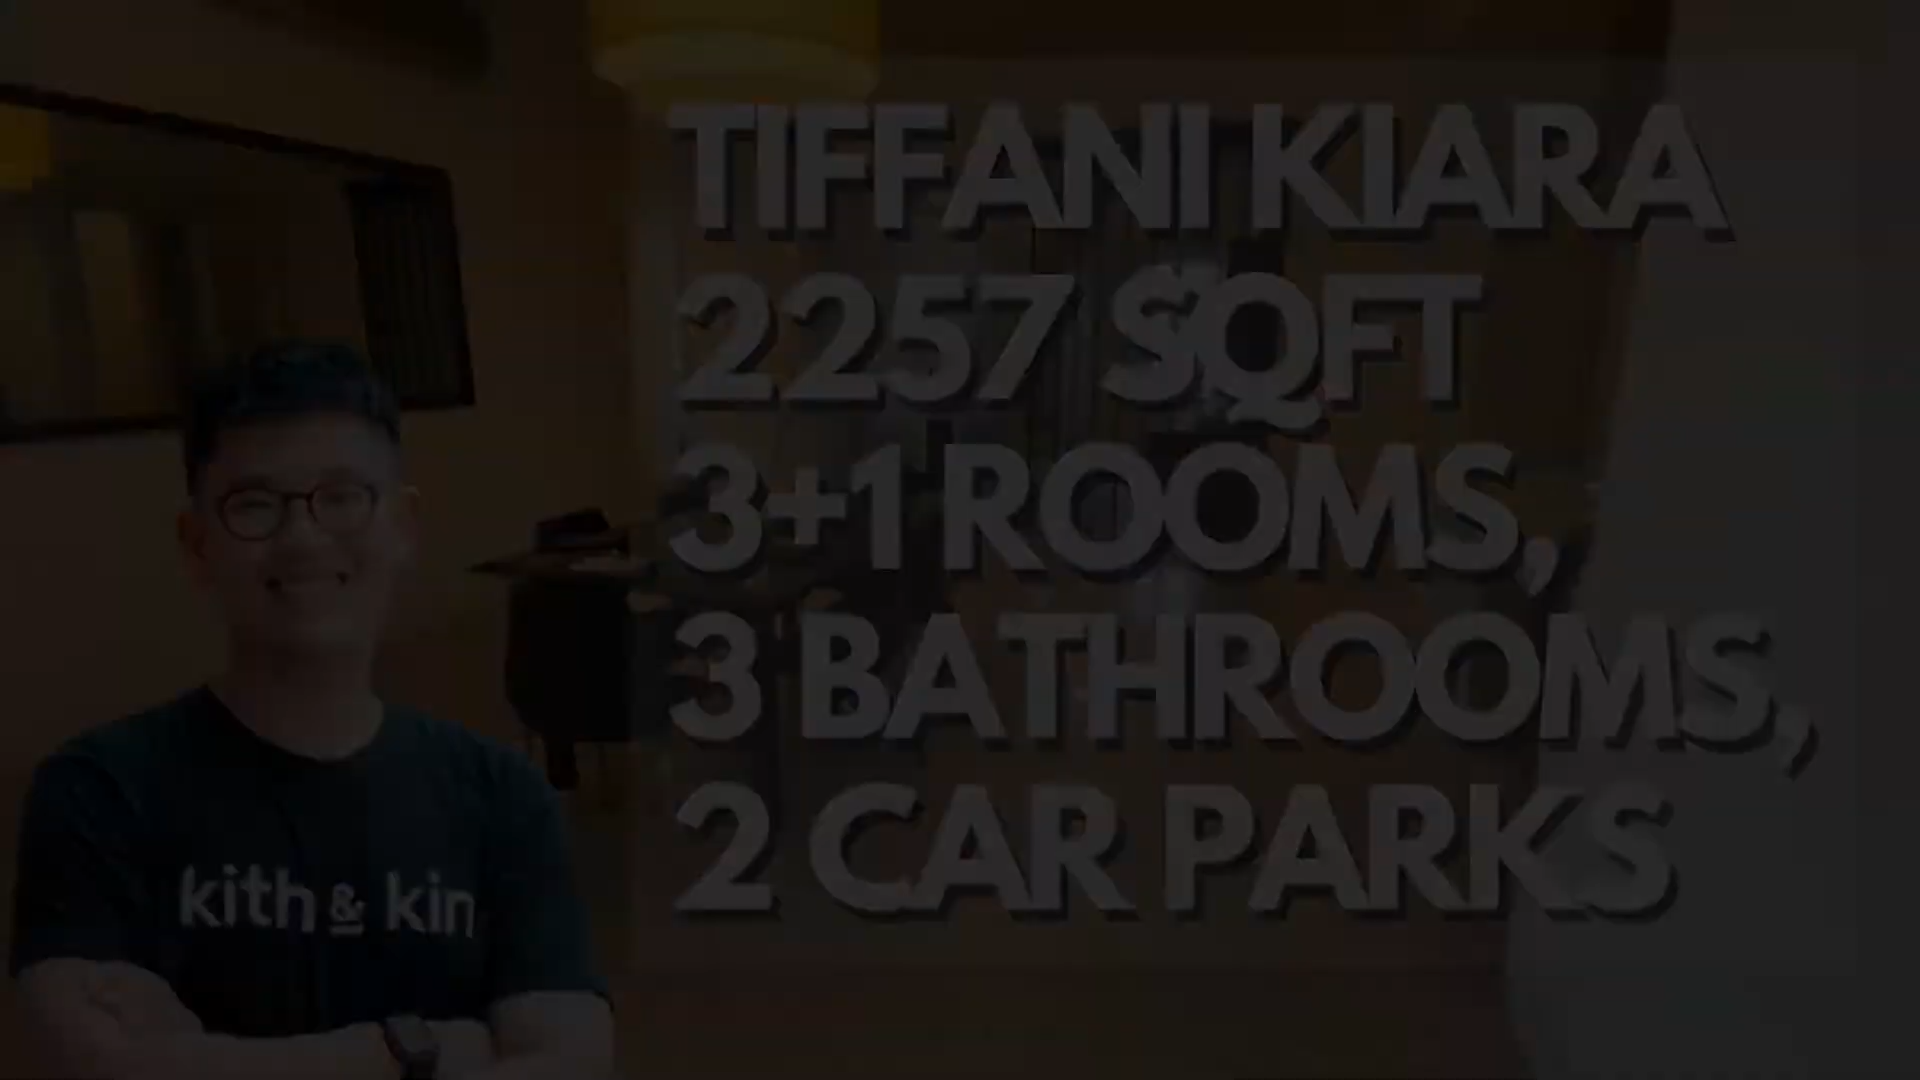 TIFFANI KIARA
2257 SQFT
3+1 ROOMS,
3 BATHROOMS,
2 CAR PARKS
kith & kin